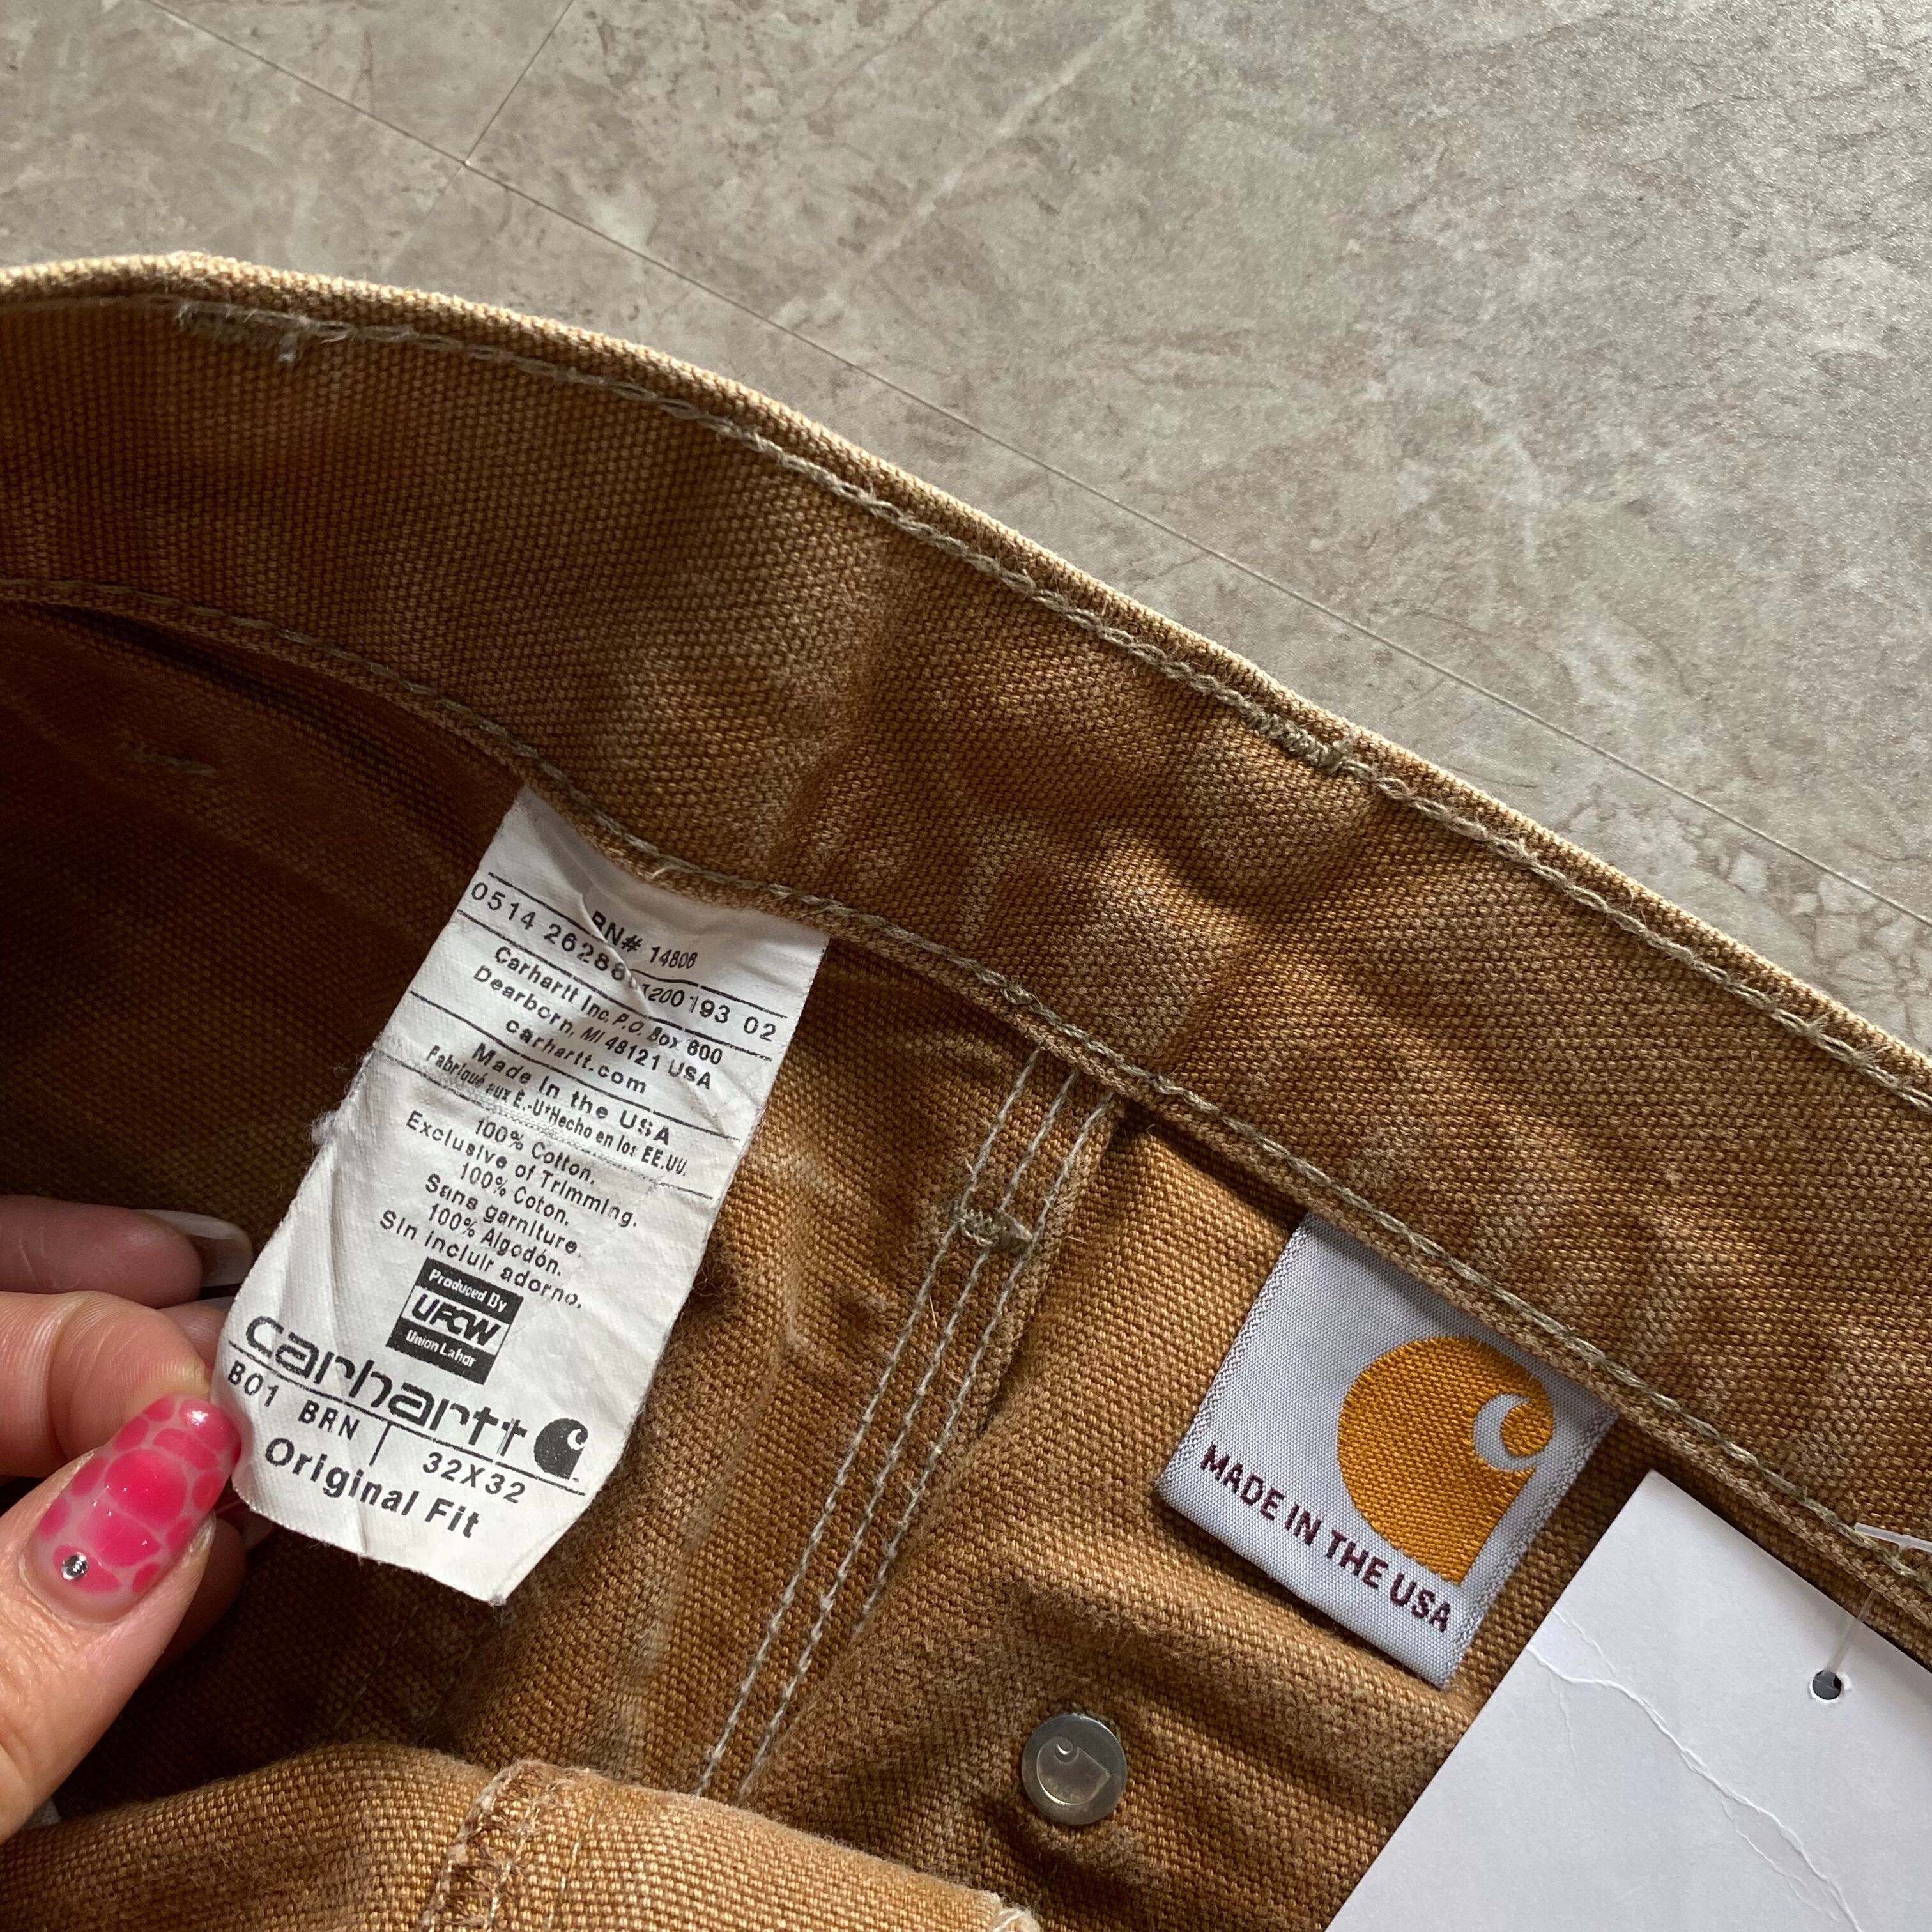 RN# 14806
0514 26286 1200193 02
Carhartt Inc. P.O. Box 600
Dearborn, MI 48121 USA
carhartt.com
Made in the USA
Fabriqué aux É.-U*Hecho en los EE.UU.
100% Cotton.
Exclusive of Trimming.
100% Coton.
Sans garniture.
100% Algodón.
Sin incluir adorno.
Produced By
UFCW
Union Labor
carhartt
B01 BRN 32X32
Original Fit
MADE IN THE USA